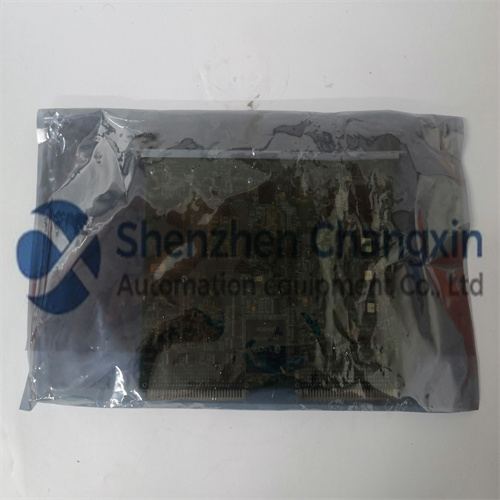 Shenzhen Changxin
Automation equipment Co., Ltd